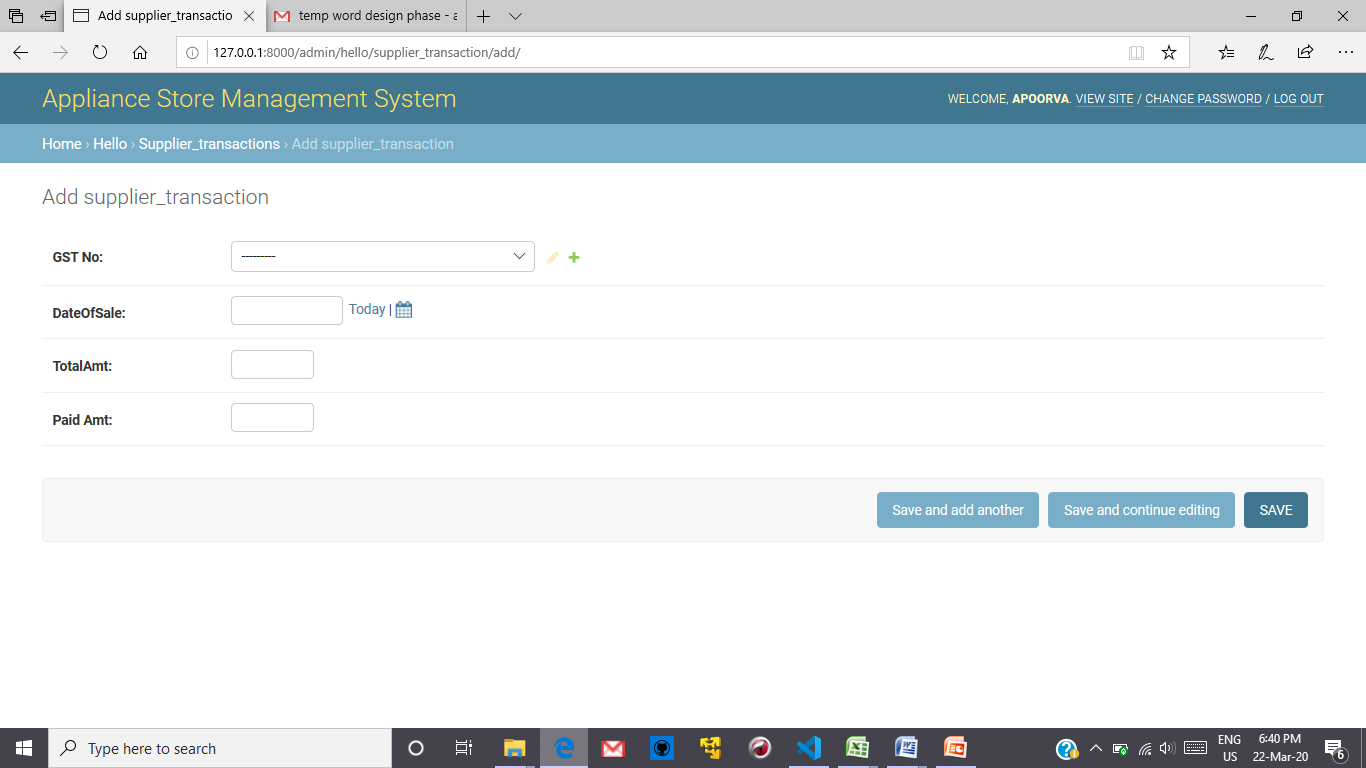 Add supplier_transactio
temp word design phase - a
127.0.0.1:8000/admin/hello/supplier_transaction/add/
Appliance Store Management System
WELCOME, APOORVA. VIEW SITE / CHANGE PASSWORD / LOG OUT
Home › Hello › Supplier_transactions › Add supplier_transaction
Add supplier_transaction
GST No:
---------
DateOfSale:
Today |
TotalAmt:
Paid Amt:
Save and add another
Save and continue editing
SAVE
Type here to search
ENG
US
6:40 PM
22-Mar-20
6